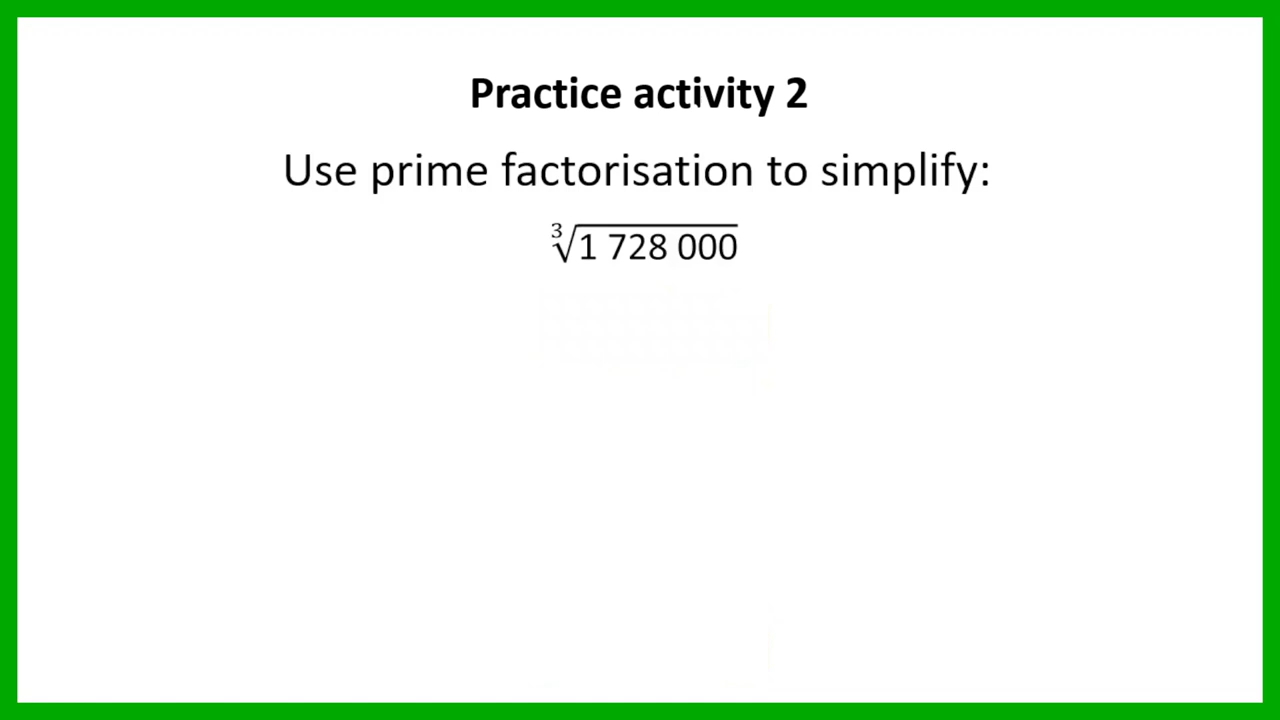 Practice activity 2
Use prime factorisation to simplify:
∛1 728 000